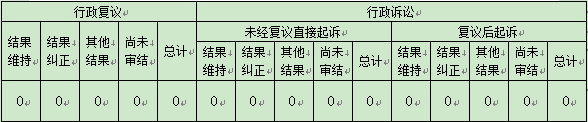 行政复议 行政诉讼
未经复议直接起诉 复议后起诉
结果 结果 其他 尚未 总计 结果 结果 其他 尚未 总计 结果 结果 其他 尚未 总计
维持 纠正 结果 审结 维持 纠正 结果 审结 维持 纠正 结果 审结
0 0 0 0 0 0 0 0 0 0 0 0 0 0 0